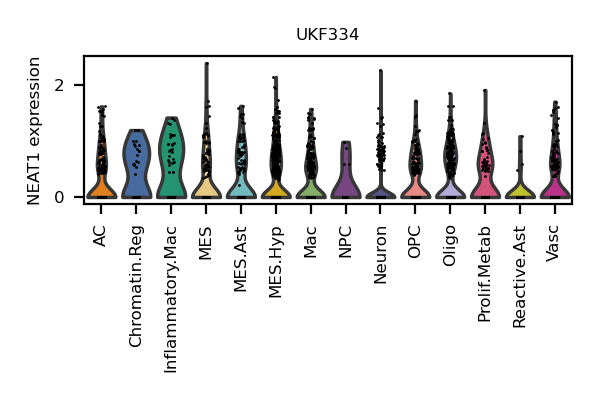 UKF334
NEAT1 expression
2
0
AC
Chromatin.Reg
Inflammatory.Mac
MES
MES.Ast
MES.Hyp
Mac
NPC
Neuron
OPC
Oligo
Prolif.Metab
Reactive.Ast
Vasc